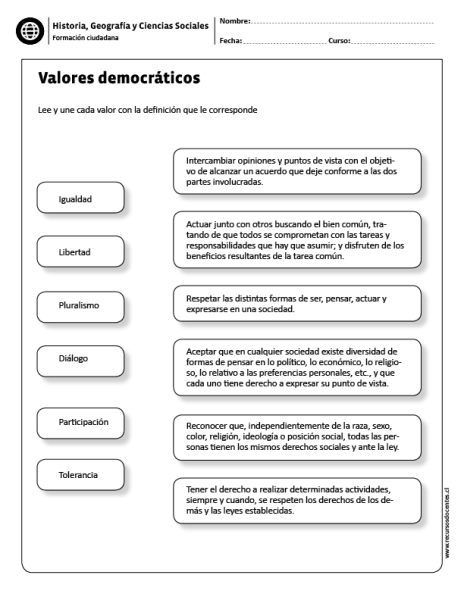 Historia, Geografía y Ciencias Sociales
Formación ciudadana
Nombre:
Fecha: Curso:
Valores democráticos
Lee y une cada valor con la definición que le corresponde
Igualdad
Libertad
Pluralismo
Diálogo
Participación
Tolerancia
Intercambiar opiniones y puntos de vista con el objeti-
vo de alcanzar un acuerdo que deje conforme a las dos
partes involucradas.
Actuar junto con otros buscando el bien común, tra-
tando de que todos se comprometan con las tareas y
responsabilidades que hay que asumir; y disfruten de los
beneficios resultantes de la tarea común.
Respetar las distintas formas de ser, pensar, actuar y
expresarse en una sociedad.
Aceptar que en cualquier sociedad existe diversidad de
formas de pensar en lo político, lo económico, lo religio-
so, lo relativo a las preferencias personales, etc., y que
cada uno tiene derecho a expresar su punto de vista.
Reconocer que, independientemente de la raza, sexo,
color, religión, ideología o posición social, todas las per-
sonas tienen los mismos derechos sociales y ante la ley.
Tener el derecho a realizar determinadas actividades,
siempre y cuando, se respeten los derechos de los de-
más y las leyes establecidas.
www.recursosdocentes.cl